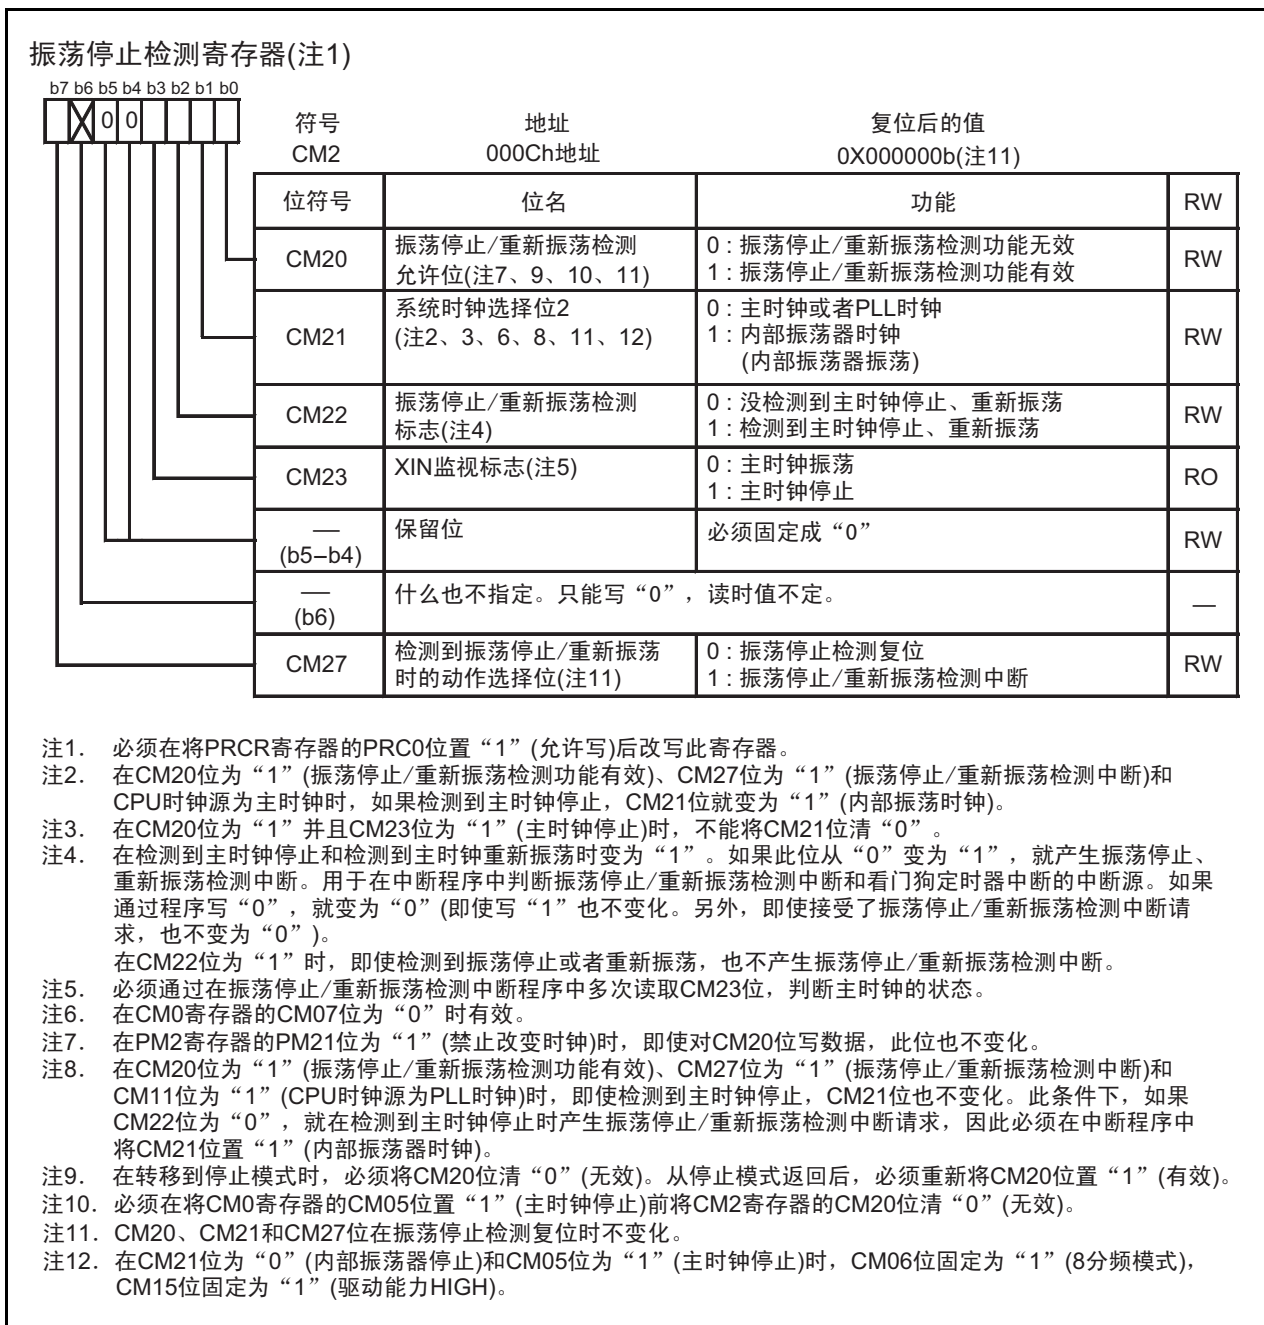 振荡停止检测寄存器(注1)
b7 b6 b5 b4 b3 b2 b1 b0
0 0
符号 地址 复位后的值
CM2 000Ch地址 0X000000b(注11)
位符号 位名 功能 RW
CM20 振荡停止/重新振荡检测 0 : 振荡停止/重新振荡检测功能无效 RW
允许位(注7、9、10、11) 1 : 振荡停止/重新振荡检测功能有效
CM21 系统时钟选择位2 0 : 主时钟或者PLL时钟 RW
(注2、3、6、8、11、12) 1 : 内部振荡器时钟
(内部振荡器振荡)
CM22 振荡停止/重新振荡检测 0 : 没检测到主时钟停止、重新振荡 RW
标志(注4) 1 : 检测到主时钟停止、重新振荡
CM23 XIN监视标志(注5) 0 : 主时钟振荡 RO
1 : 主时钟停止
— 保留位 必须固定成“0” RW
(b5–b4)
— 什么也不指定。只能写“0”，读时值不定。 —
(b6)
CM27 检测到振荡停止/重新振荡 0 : 振荡停止检测复位 RW
时的动作选择位(注11) 1 : 振荡停止/重新振荡检测中断
注1. 必须在将PRCR寄存器的PRC0位置“1”(允许写)后改写此寄存器。
注2. 在CM20位为“1”(振荡停止/重新振荡检测功能有效)、CM27位为“1”(振荡停止/重新振荡检测中断)和
CPU时钟源为主时钟时，如果检测到主时钟停止，CM21位就变为“1”(内部振荡时钟)。
注3. 在CM20位为“1”并且CM23位为“1”(主时钟停止)时，不能将CM21位清“0”。
注4. 在检测到主时钟停止和检测到主时钟重新振荡时变为“1”。如果此位从“0”变为“1”，就产生振荡停止、
重新振荡检测中断。用于在中断程序中判断振荡停止/重新振荡检测中断和看门狗定时器中断的中断源。如果
通过程序写“0”，就变为“0”(即使写“1”也不变化。另外，即使接受了振荡停止/重新振荡检测中断请
求，也不变为“0”)。
在CM22位为“1”时，即使检测到振荡停止或者重新振荡，也不产生振荡停止/重新振荡检测中断。
注5. 必须通过在振荡停止/重新振荡检测中断程序中多次读取CM23位，判断主时钟的状态。
注6. 在CM0寄存器的CM07位为“0”时有效。
注7. 在PM2寄存器的PM21位为“1”(禁止改变时钟)时，即使对CM20位写数据，此位也不变化。
注8. 在CM20位为“1”(振荡停止/重新振荡检测功能有效)、CM27位为“1”(振荡停止/重新振荡检测中断)和
CM11位为“1”(CPU时钟源为PLL时钟)时，即使检测到主时钟停止，CM21位也不变化。此条件下，如果
CM22位为“0”，就在检测到主时钟停止时产生振荡停止/重新振荡检测中断请求，因此必须在中断程序中
将CM21位置“1”(内部振荡器时钟)。
注9. 在转移到停止模式时，必须将CM20位清“0”(无效)。从停止模式返回后，必须重新将CM20位置“1”(有效)。
注10. 必须在将CM0寄存器的CM05位置“1”(主时钟停止)前将CM2寄存器的CM20位清“0”(无效)。
注11. CM20、CM21和CM27位在振荡停止检测复位时不变化。
注12. 在CM21位为“0”(内部振荡器停止)和CM05位为“1”(主时钟停止)时，CM06位固定为“1”(8分频模式)，
CM15位固定为“1”(驱动能力HIGH)。